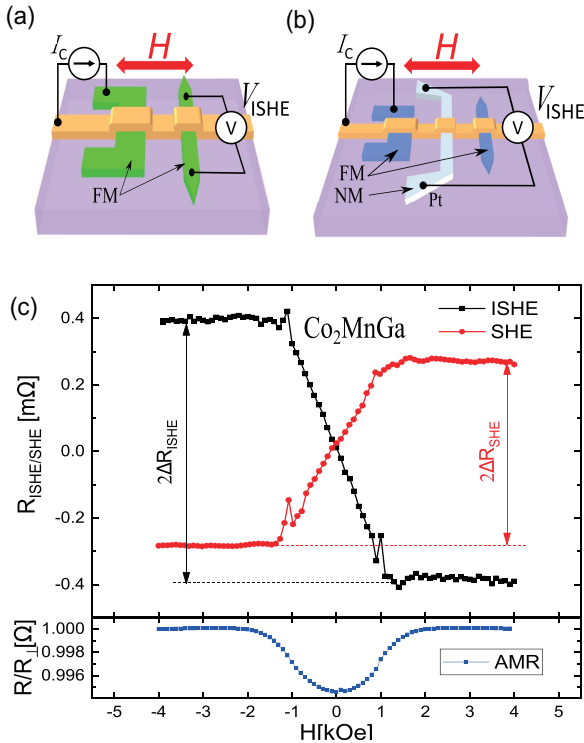 (a)
I_C
H
V_ISHE
V
FM
(b)
I_C
H
V_ISHE
V
FM
NM
Pt
(c)
Co₂MnGa
ISHE
SHE
R_ISHE/SHE [mΩ]
0.4
0.2
0.0
-0.2
-0.4
2ΔR_ISHE
2ΔR_SHE
R/R_⊥[Ω]
1.000
0.998
0.996
AMR
-5 -4 -3 -2 -1 0 1 2 3 4 5
H[kOe]